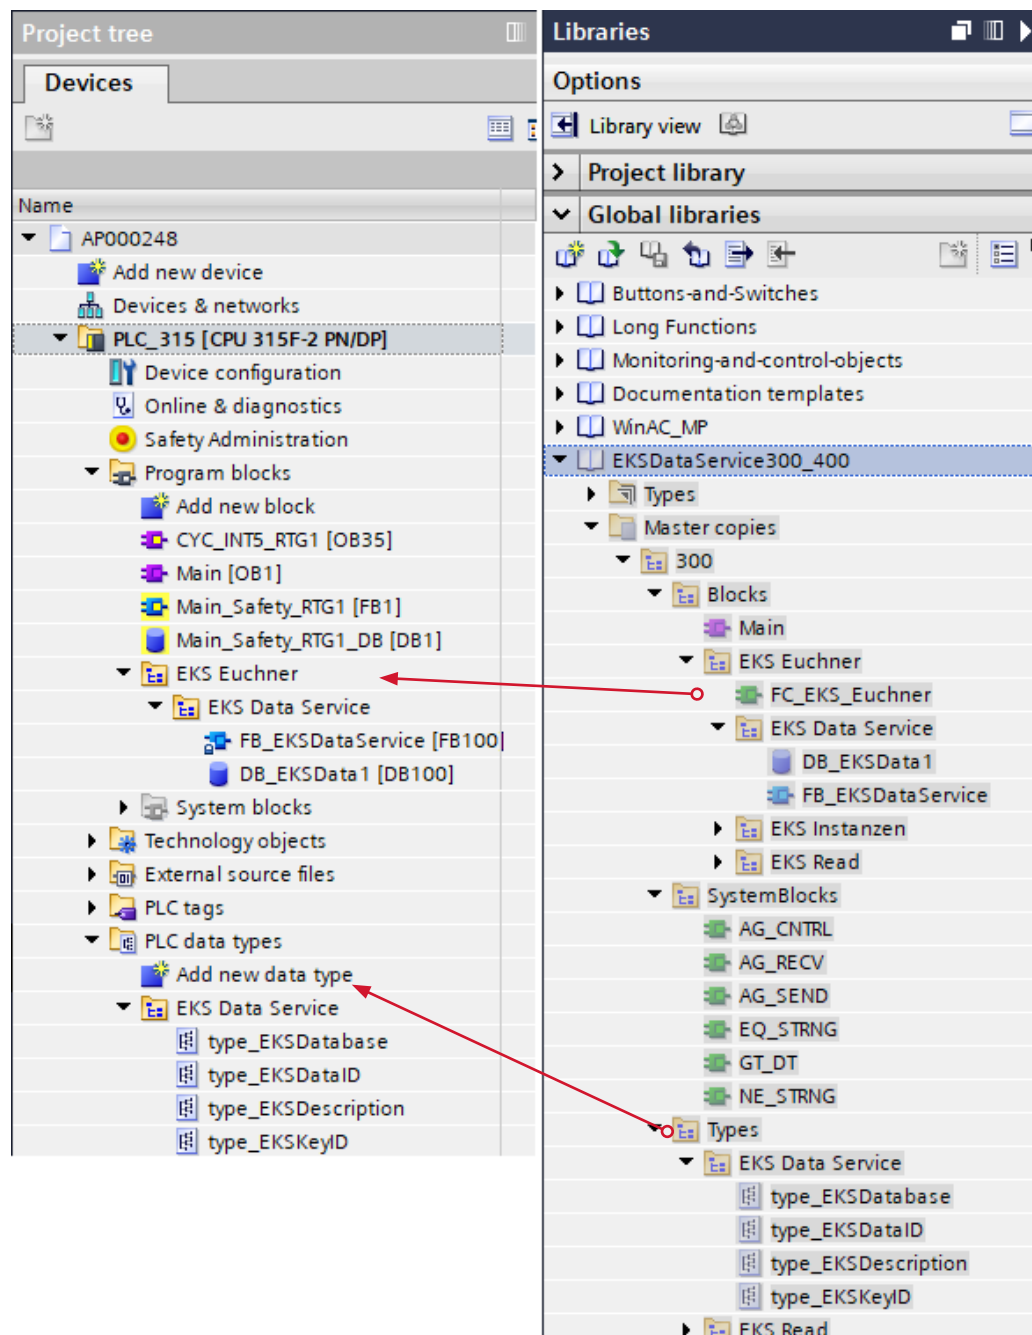 Project tree
Devices
Name
AP000248
Add new device
Devices & networks
PLC_315 [CPU 315F-2 PN/DP]
Device configuration
Online & diagnostics
Safety Administration
Program blocks
Add new block
CYC_INT5_RTG1 [OB35]
Main [OB1]
Main_Safety_RTG1 [FB1]
Main_Safety_RTG1_DB [DB1]
EKS Euchner
EKS Data Service
FB_EKSDataService [FB100]
DB_EKSData1 [DB100]
System blocks
Technology objects
External source files
PLC tags
PLC data types
Add new data type
EKS Data Service
type_EKSDatabase
type_EKSDataID
type_EKSDescription
type_EKSKeyID
Libraries
Options
Library view
Project library
Global libraries
Buttons-and-Switches
Long Functions
Monitoring-and-control-objects
Documentation templates
WinAC_MP
EKSDataService300_400
Types
Master copies
300
Blocks
Main
EKS Euchner
FC_EKS_Euchner
EKS Data Service
DB_EKSData1
FB_EKSDataService
EKS Instanzen
EKS Read
SystemBlocks
AG_CNTRL
AG_RECV
AG_SEND
EQ_STRNG
GT_DT
NE_STRNG
Types
EKS Data Service
type_EKSDatabase
type_EKSDataID
type_EKSDescription
type_EKSKeyID
EKS Read